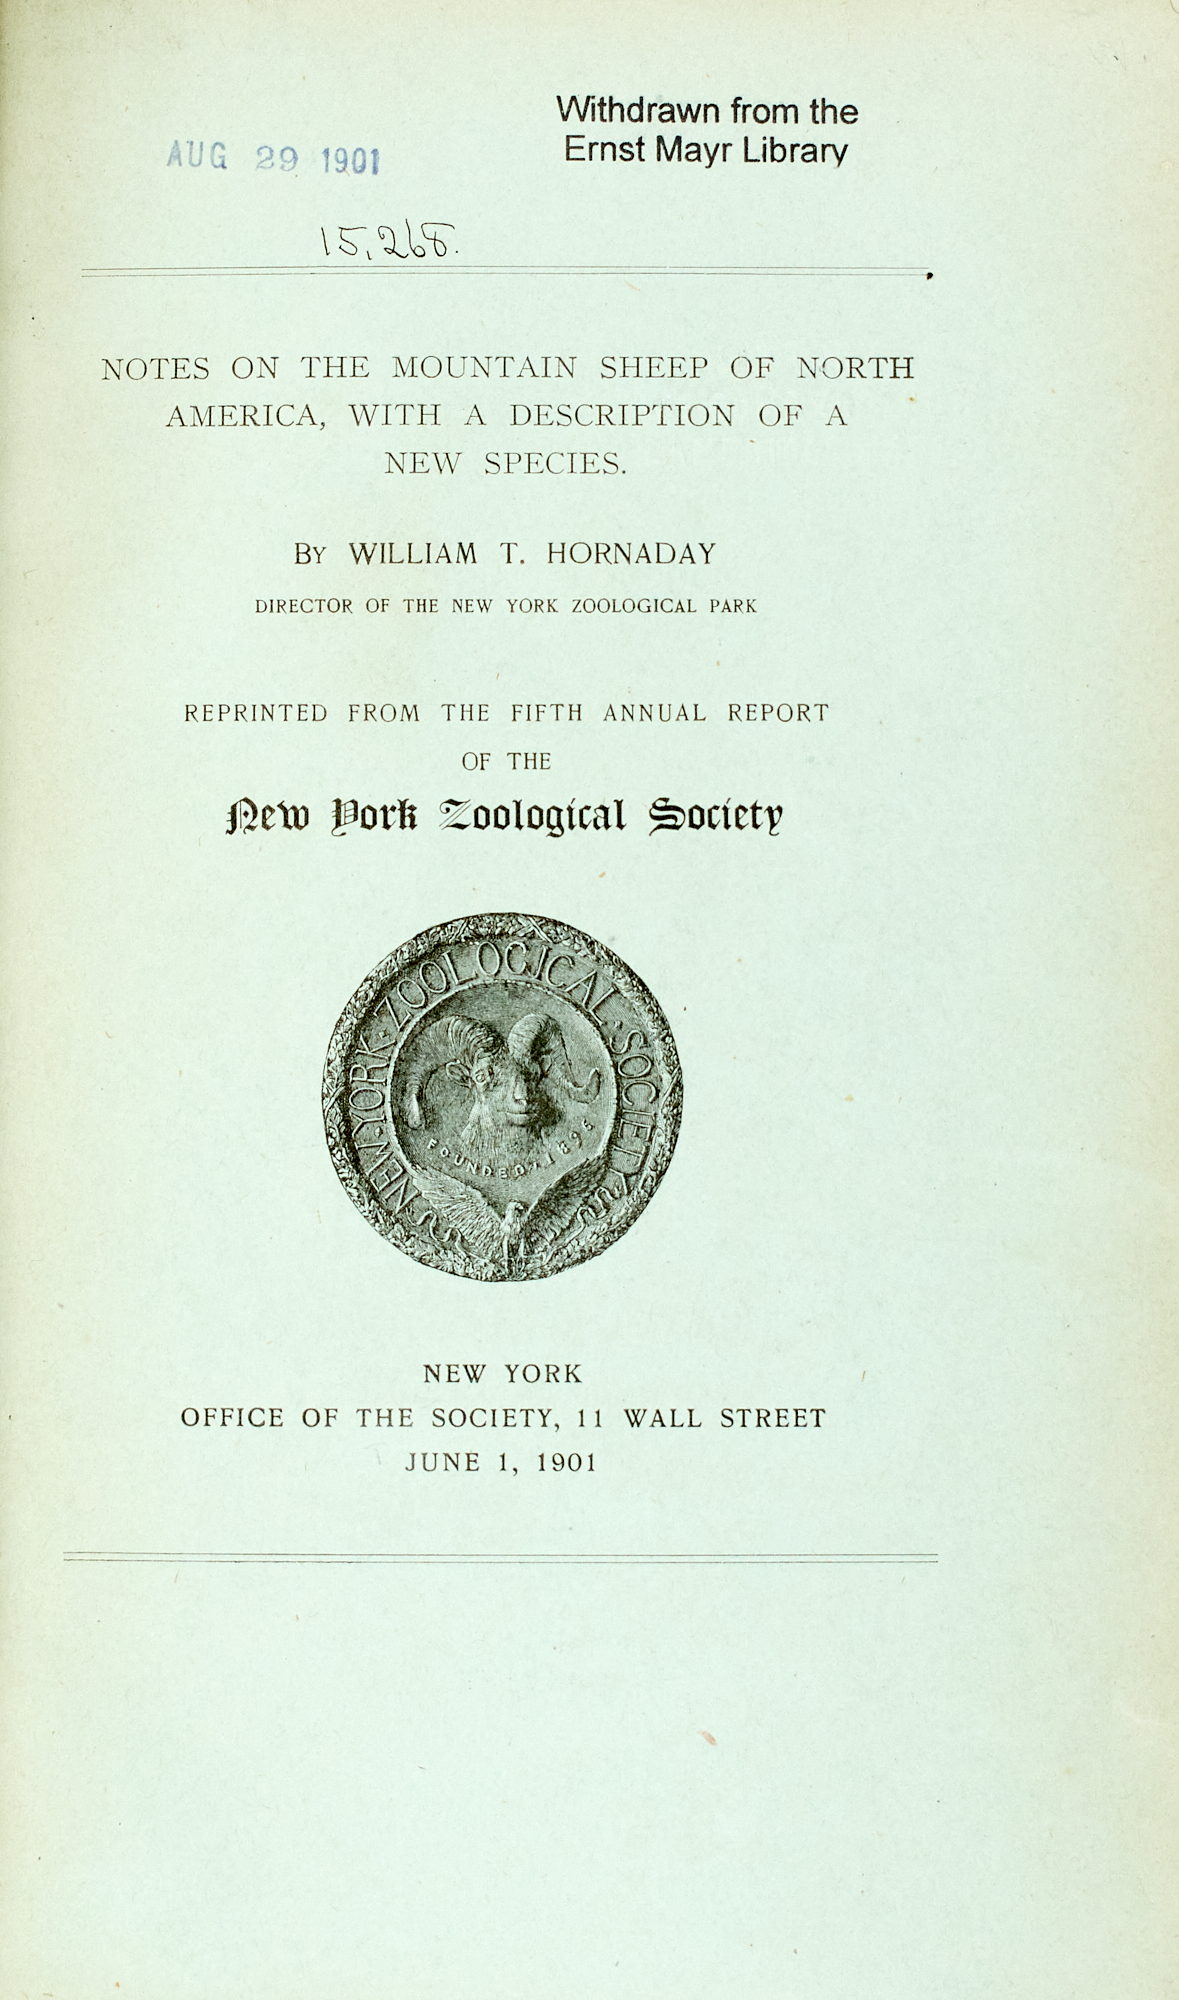 Withdrawn from the
Ernst Mayr Library
AUG 29 1901
15,268.
NOTES ON THE MOUNTAIN SHEEP OF NORTH
AMERICA, WITH A DESCRIPTION OF A
NEW SPECIES.
BY WILLIAM T. HORNADAY
DIRECTOR OF THE NEW YORK ZOOLOGICAL PARK
REPRINTED FROM THE FIFTH ANNUAL REPORT
OF THE
New York Zoological Society
NEW·YORK·ZOOLOGICAL·SOCIETY
FOUNDED·1895
NEW YORK
OFFICE OF THE SOCIETY, 11 WALL STREET
JUNE 1, 1901